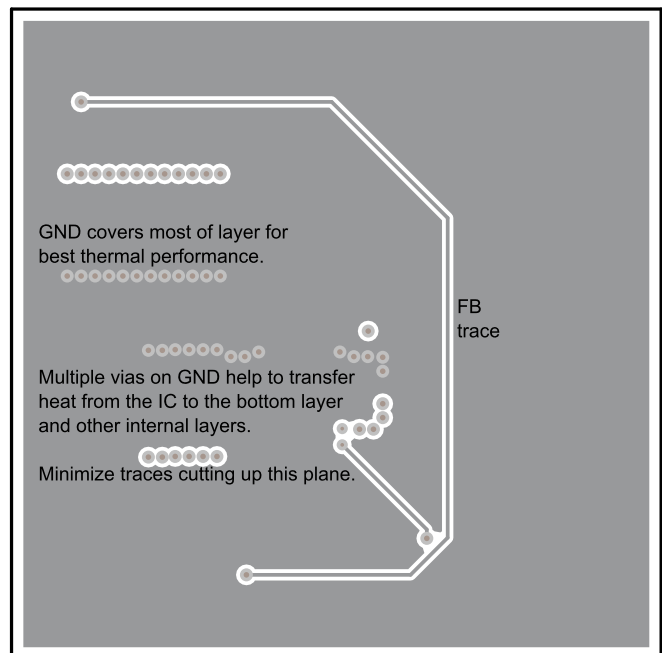 GND covers most of layer for
best thermal performance.
FB
trace
Multiple vias on GND help to transfer
heat from the IC to the bottom layer
and other internal layers.
Minimize traces cutting up this plane.